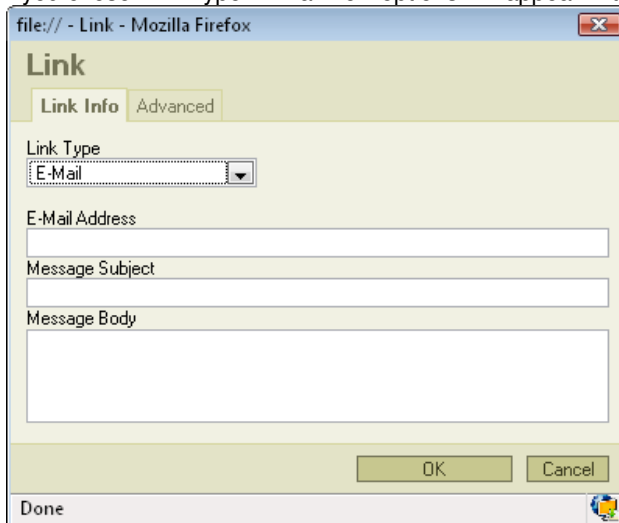 file:// - Link - Mozilla Firefox
Link
Link Info Advanced
Link Type
E-Mail
E-Mail Address
Message Subject
Message Body
OK Cancel
Done